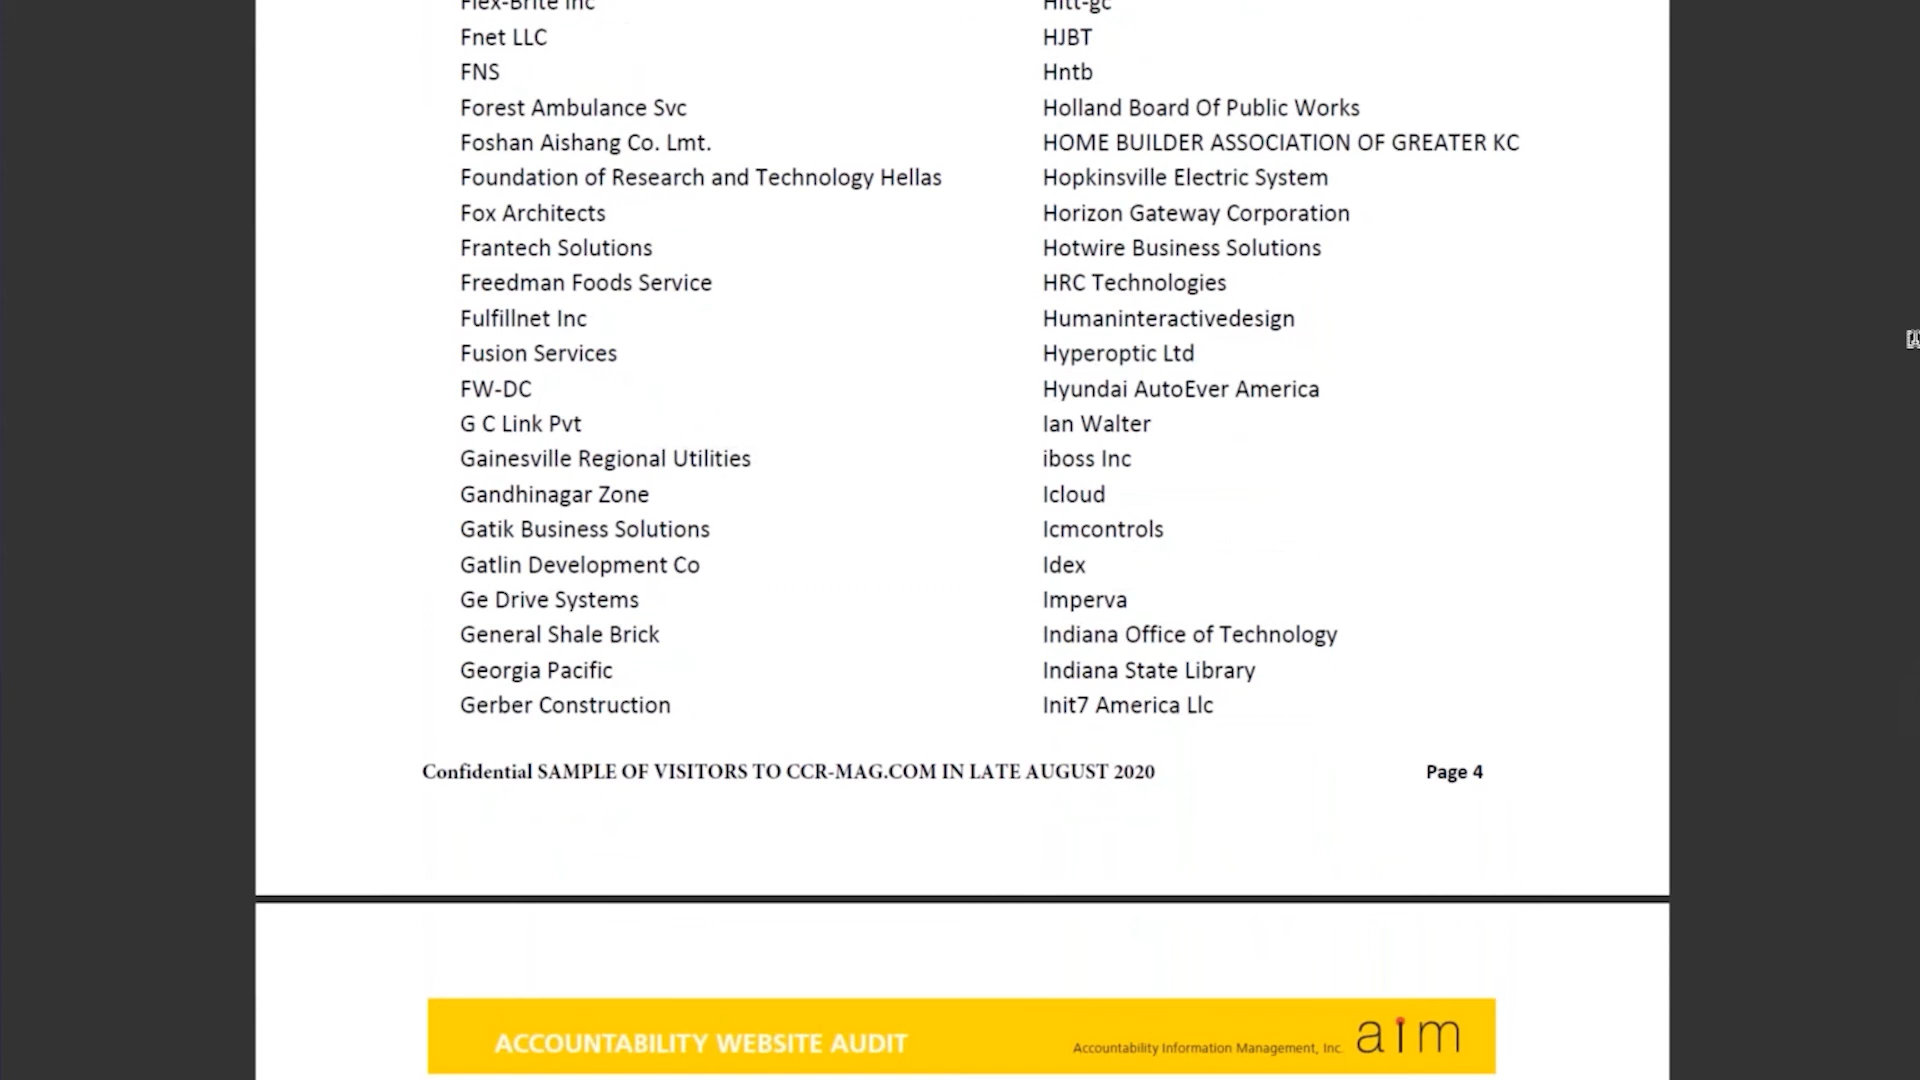 Flex-Brite Inc
Fnet LLC
FNS
Forest Ambulance Svc
Foshan Aishang Co. Lmt.
Foundation of Research and Technology Hellas
Fox Architects
Frantech Solutions
Freedman Foods Service
Fulfillnet Inc
Fusion Services
FW-DC
G C Link Pvt
Gainesville Regional Utilities
Gandhinagar Zone
Gatik Business Solutions
Gatlin Development Co
Ge Drive Systems
General Shale Brick
Georgia Pacific
Gerber Construction
Hitt-gc
HJBT
Hntb
Holland Board Of Public Works
HOME BUILDER ASSOCIATION OF GREATER KC
Hopkinsville Electric System
Horizon Gateway Corporation
Hotwire Business Solutions
HRC Technologies
Humaninteractivedesign
Hyperoptic Ltd
Hyundai AutoEver America
Ian Walter
iboss Inc
Icloud
Icmcontrols
Idex
Imperva
Indiana Office of Technology
Indiana State Library
Init7 America Llc
Confidential SAMPLE OF VISITORS TO CCR-MAG.COM IN LATE AUGUST 2020 Page 4
ACCOUNTABILITY WEBSITE AUDIT
Accountability Information Management, Inc. aim